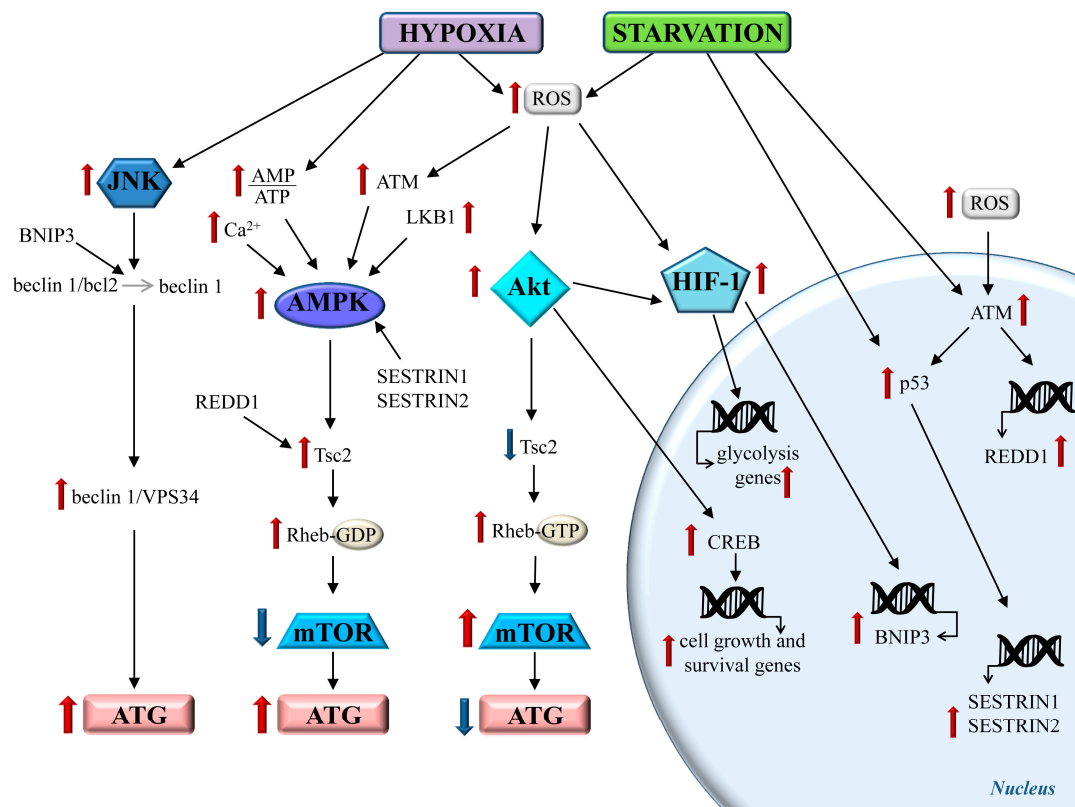 HYPOXIA
STARVATION
ROS
JNK
AMP
ATP
ATM
ROS
Ca²⁺
LKB1
BNIP3
beclin 1/bcl2
beclin 1
AMPK
Akt
HIF-1
ATM
SESTRIN1
SESTRIN2
p53
REDD1
Tsc2
Tsc2
glycolysis
genes
REDD1
beclin 1/VPS34
Rheb-GDP
Rheb-GTP
CREB
mTOR
mTOR
cell growth and
survival genes
BNIP3
ATG
ATG
ATG
SESTRIN1
SESTRIN2
Nucleus